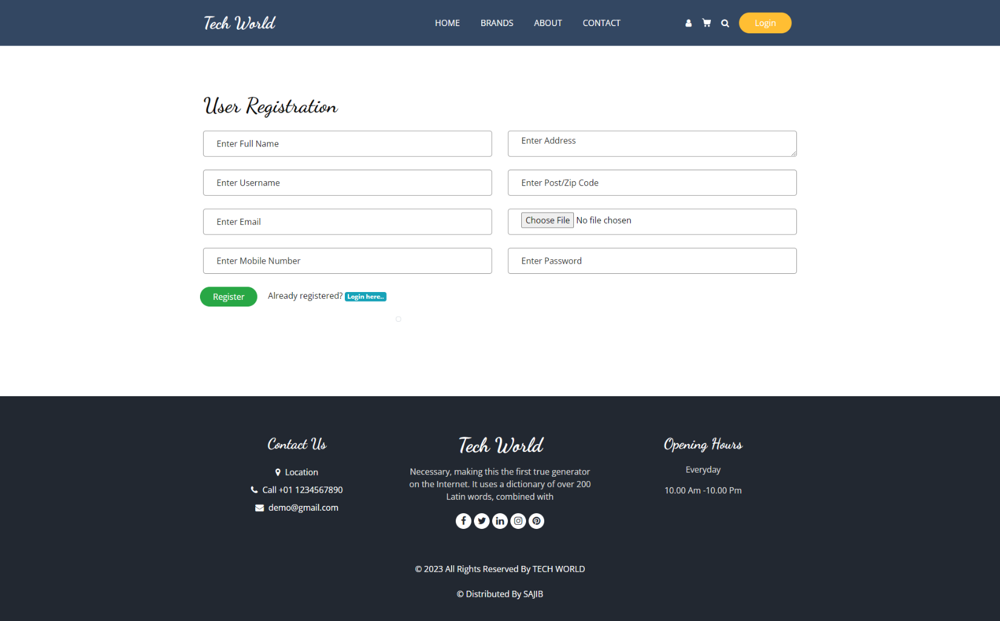 Tech World
HOME
BRANDS
ABOUT
CONTACT
Login
User Registration
Enter Full Name
Enter Address
Enter Username
Enter Post/Zip Code
Enter Email
Choose File No file chosen
Enter Mobile Number
Enter Password
Register
Already registered? Login here..
Contact Us
Location
Call +01 1234567890
demo@gmail.com
Tech World
Necessary, making this the first true generator
on the Internet. It uses a dictionary of over 200
Latin words, combined with
Opening Hours
Everyday
10.00 Am -10.00 Pm
© 2023 All Rights Reserved By TECH WORLD
© Distributed By SAJIB